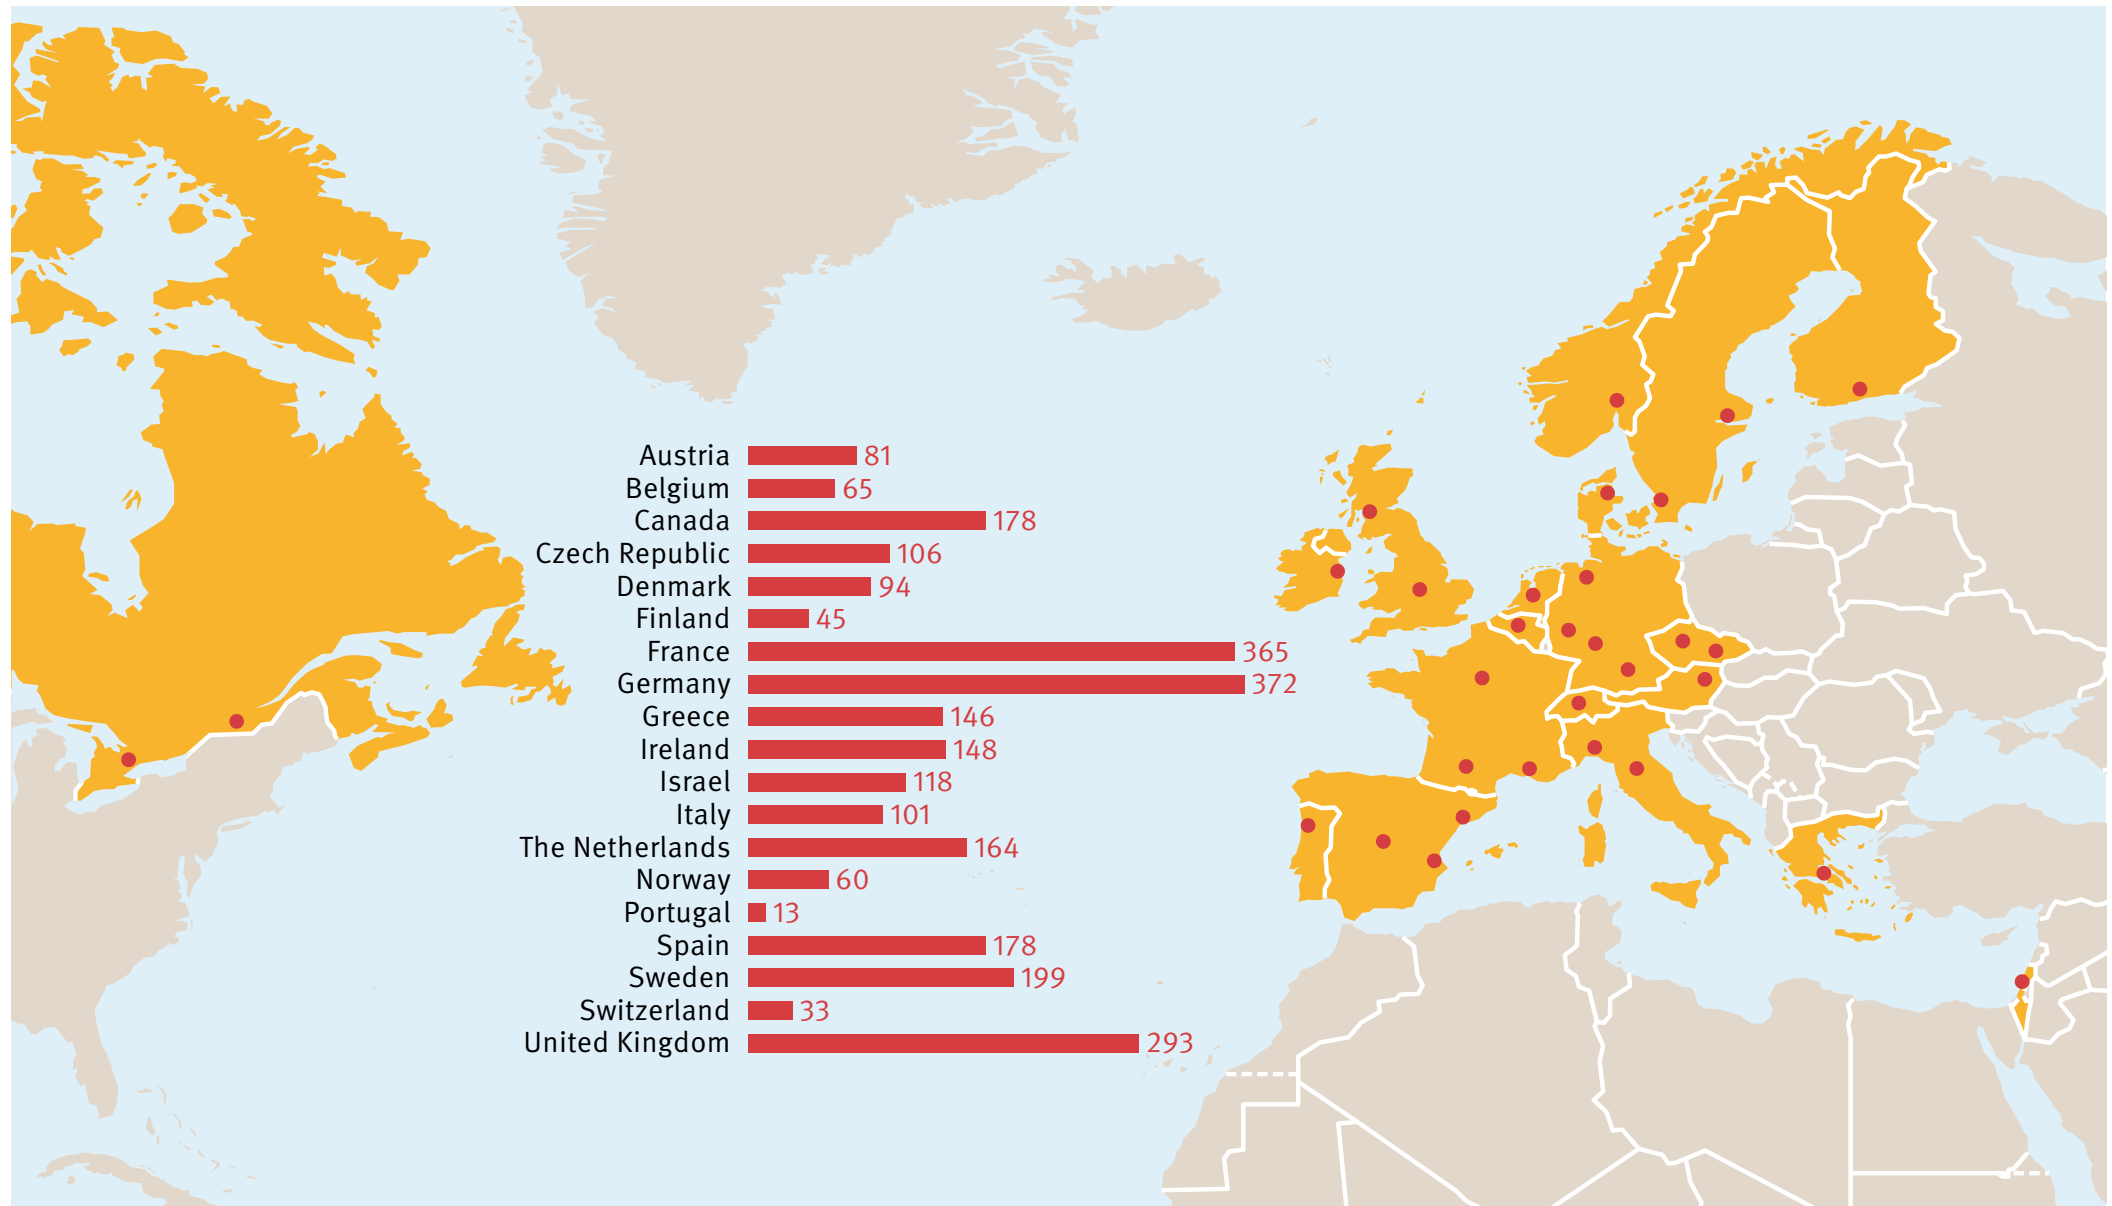 Austria 81
Belgium 65
Canada 178
Czech Republic 106
Denmark 94
Finland 45
France 365
Germany 372
Greece 146
Ireland 148
Israel 118
Italy 101
The Netherlands 164
Norway 60
Portugal 13
Spain 178
Sweden 199
Switzerland 33
United Kingdom 293